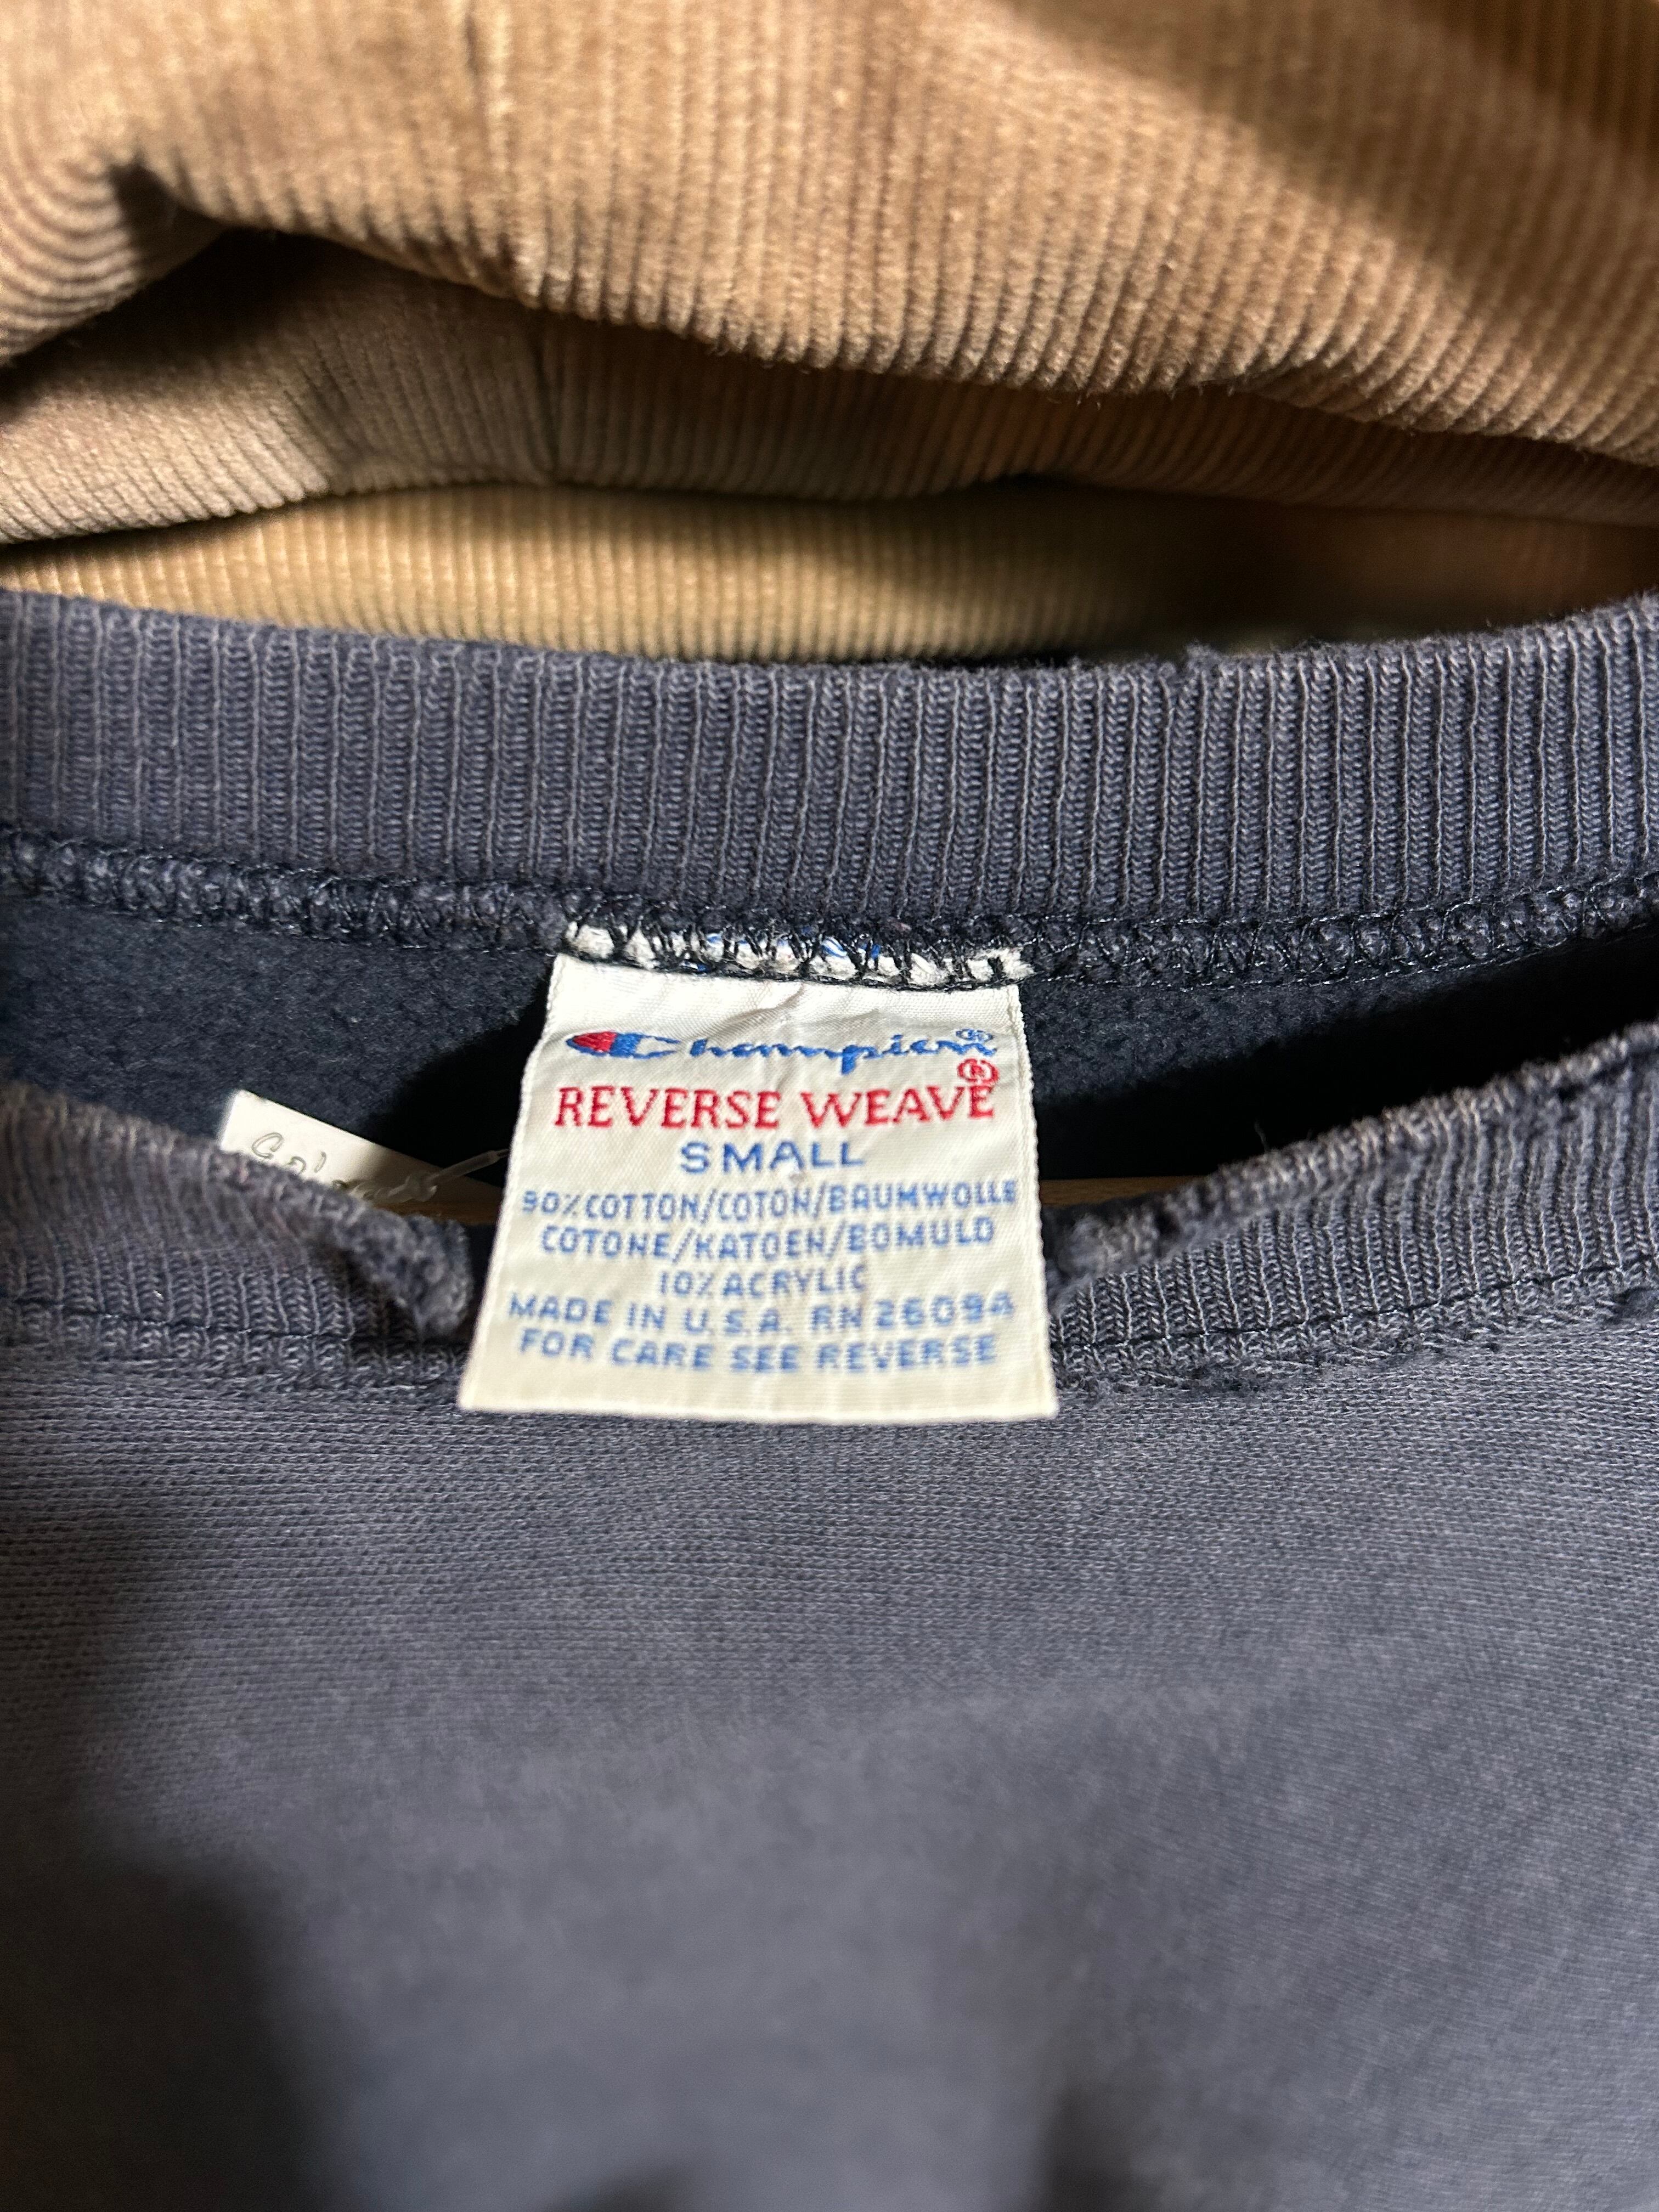 Champion®
REVERSE WEAVE®
SMALL
90% COTTON/COTON/BAUMWOLLE
COTONE/KATOEN/BOMULD
10% ACRYLIC
MADE IN U.S.A. RN 26094
FOR CARE SEE REVERSE